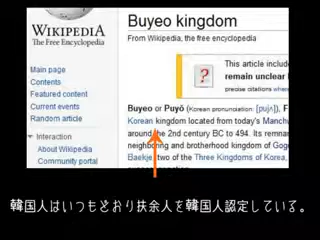 WIKIPEDIA
The Free Encyclopedia
Main page
Contents
Featured content
Current events
Random article
Interaction
About Wikipedia
Community portal
Buyeo kingdom
From Wikipedia, the free encyclopedia
This article include
remain unclear
precise citations
Buyeo or Puyŏ (Korean pronunciation: [pujʌ]), F
Korean kingdom located from today's Manch
around the 2nd century BC to 494. Its remna
neighboring and brotherhood kingdom of Gog
Baekje, two of the Three Kingdoms of Korea,
韓国人はいつもどおり扶余人を韓国人認定している。